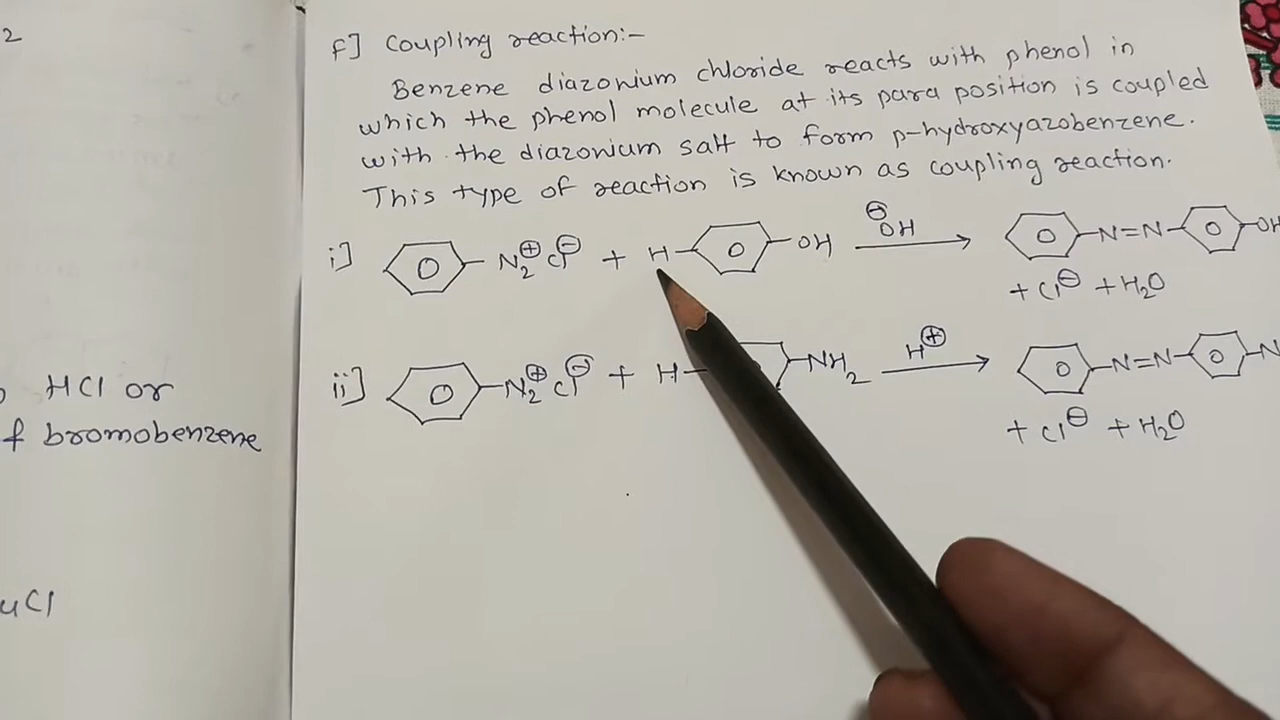 2
HCl or
f bromobenzene
uCl
f] Coupling reaction:-
Benzene diazonium chloride reacts with phenol in
which the phenol molecule at its para position is coupled
with the diazonium salt to form p-hydroxyazobenzene.
This type of reaction is known as coupling reaction.
i] N₂⊕Cl⊖ + H OH ⊖OH → N=N OH
+ Cl⊖ + H₂O
ii] N₂⊕Cl⊖ + H NH₂ H⊕ → N=N N
+ Cl⊖ + H₂O